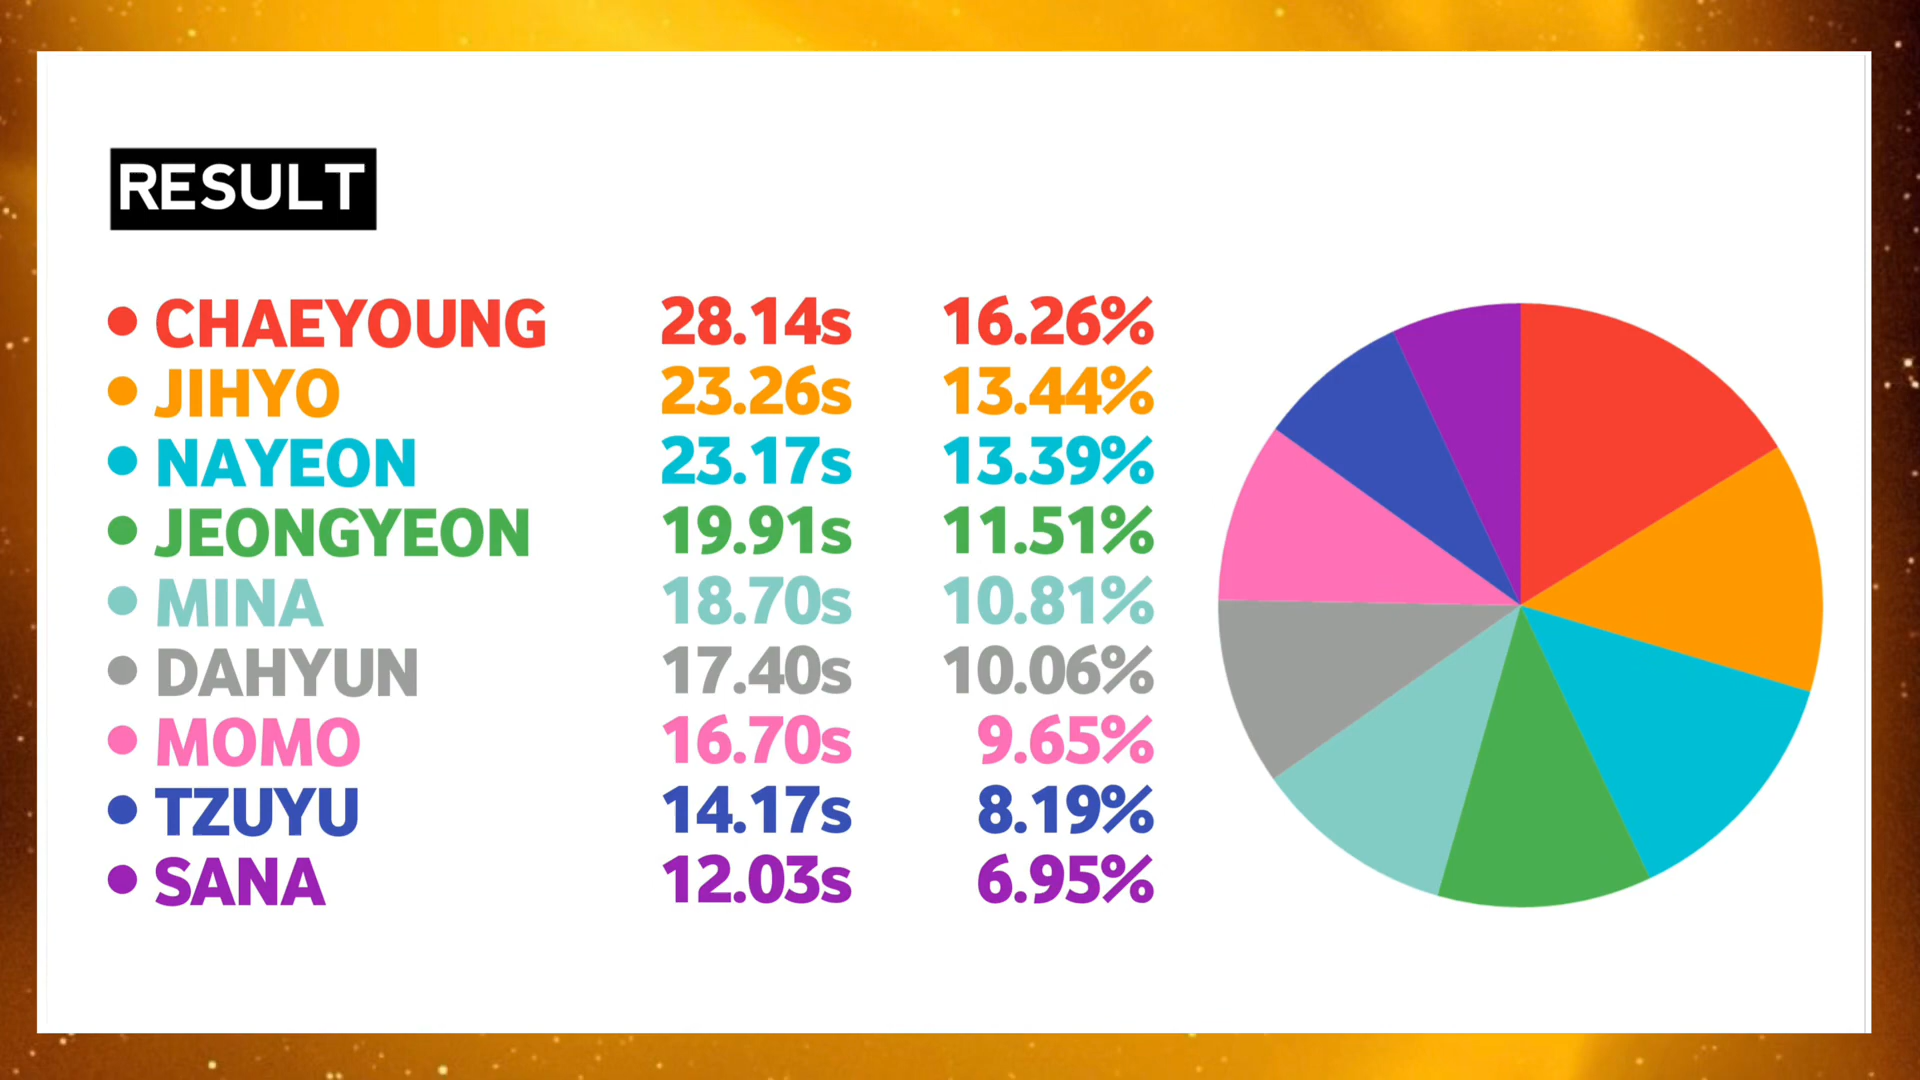 RESULT
• CHAEYOUNG 28.14s 16.26%
• JIHYO 23.26s 13.44%
• NAYEON 23.17s 13.39%
• JEONGYEON 19.91s 11.51%
• MINA 18.70s 10.81%
• DAHYUN 17.40s 10.06%
• MOMO 16.70s 9.65%
• TZUYU 14.17s 8.19%
• SANA 12.03s 6.95%